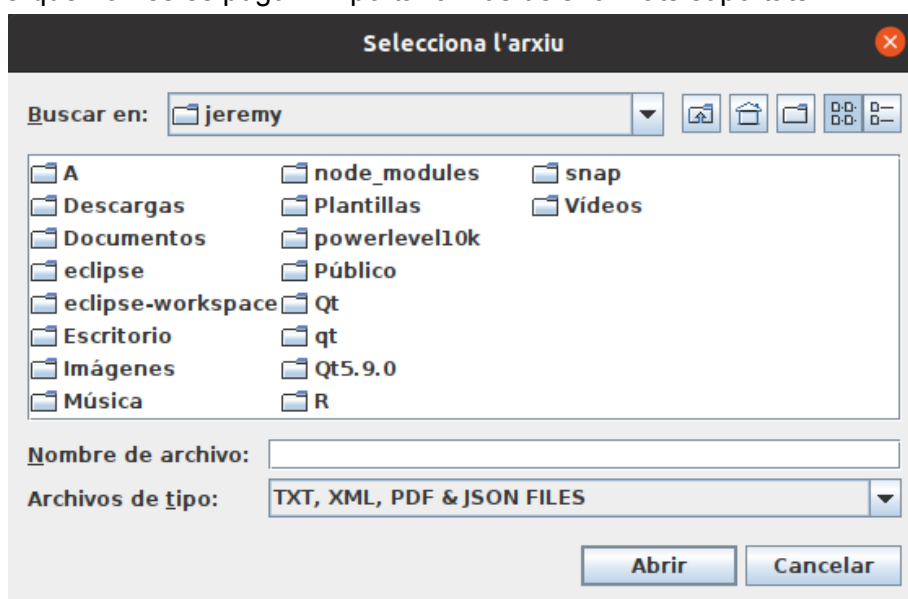 Selecciona l'arxiu
Buscar en: jeremy
A node_modules snap
Descargas Plantillas Vídeos
Documentos powerlevel10k
eclipse Público
eclipse-workspace Qt
Escritorio qt
Imágenes Qt5.9.0
Música R
Nombre de archivo:
Archivos de tipo: TXT, XML, PDF & JSON FILES
Abrir Cancelar